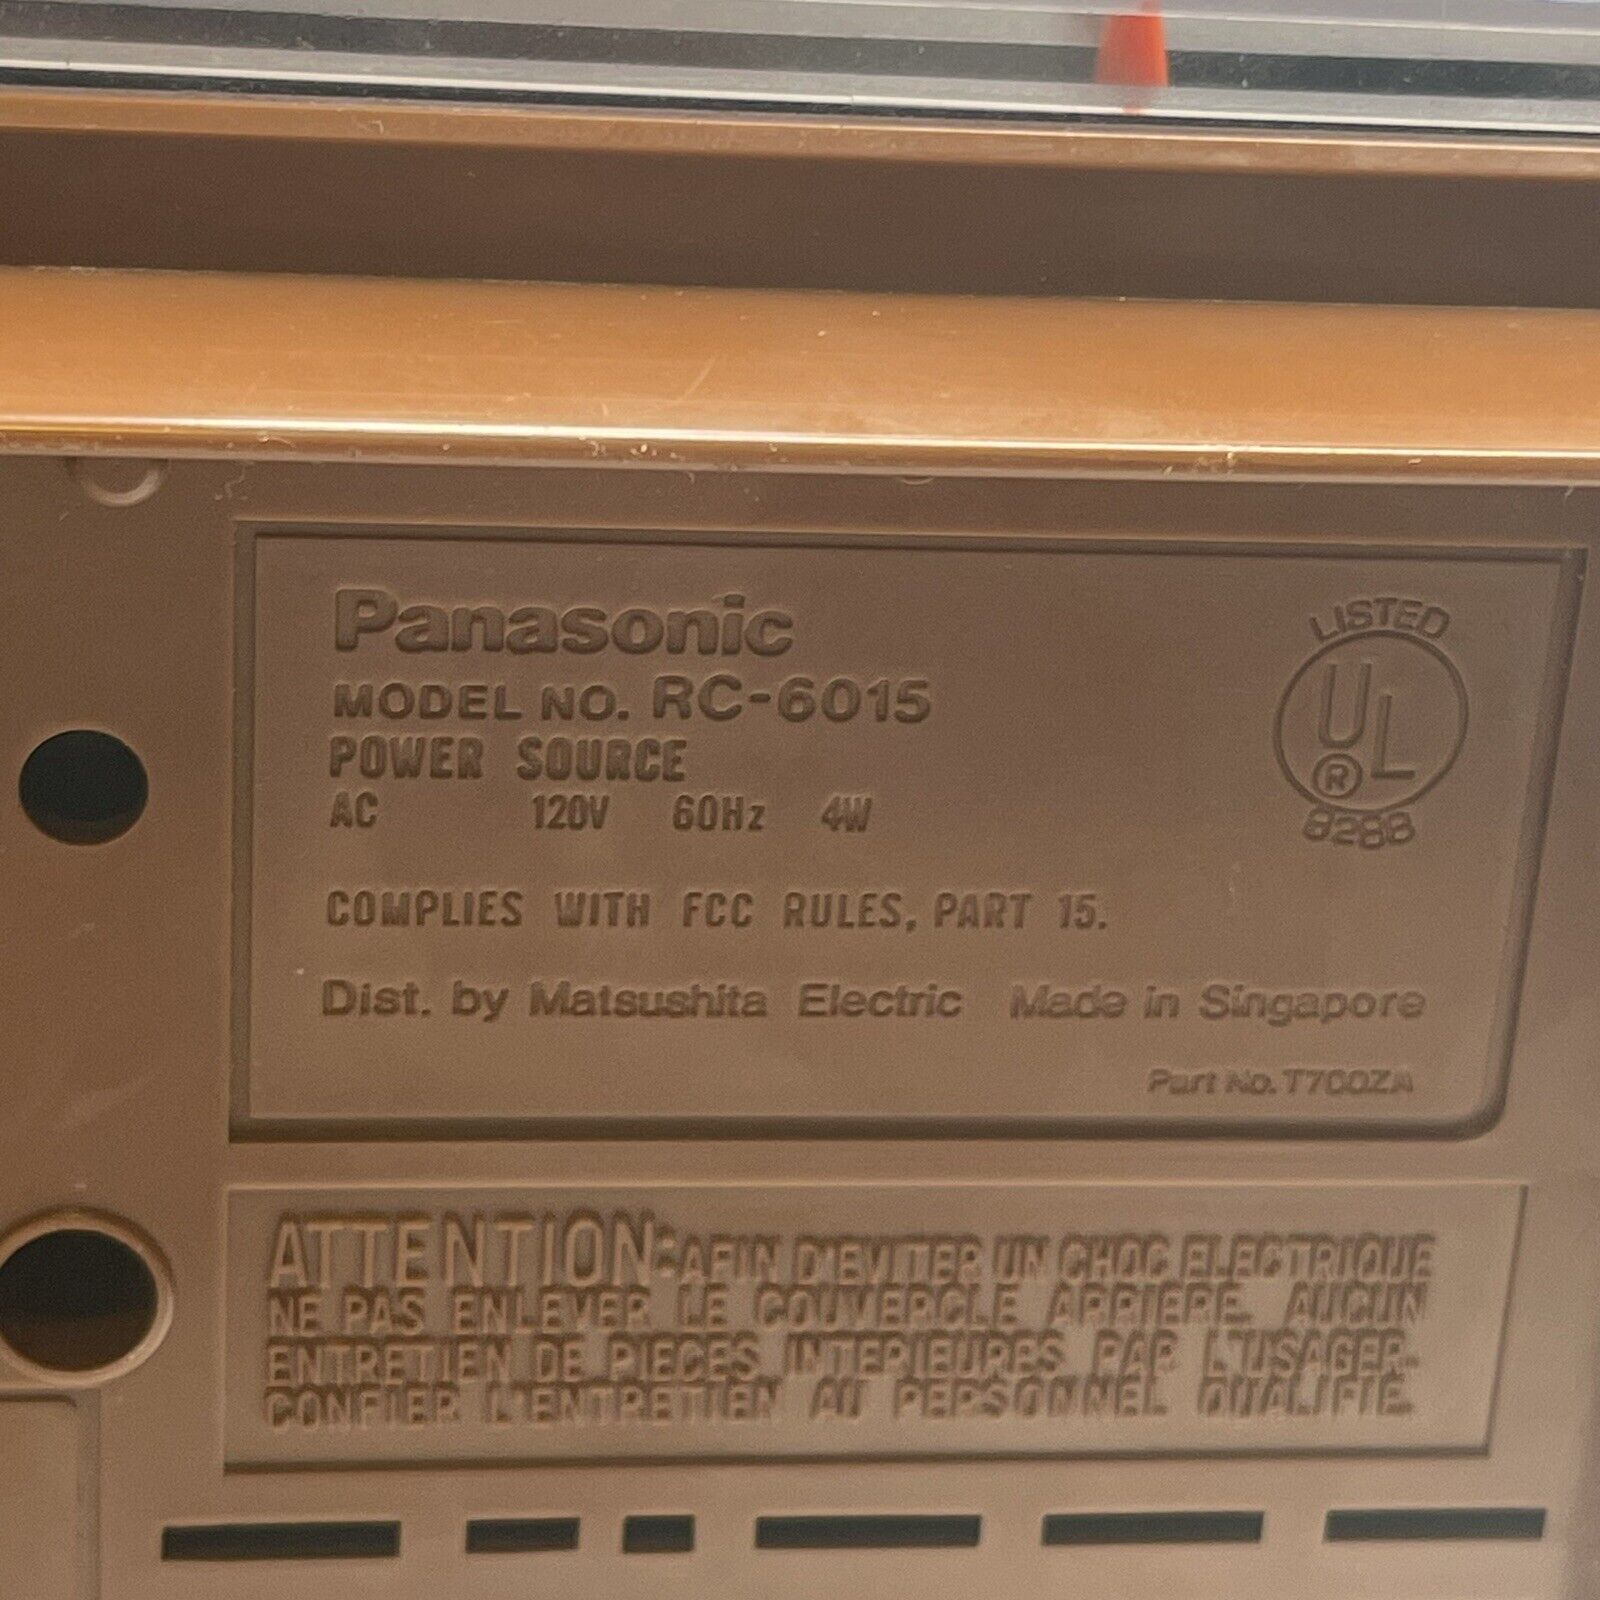 Panasonic
MODEL NO. RC-6015
POWER SOURCE
AC 120V 60Hz 4W
COMPLIES WITH FCC RULES, PART 15.
Dist. by Matsushita Electric Made in Singapore
Part No. T700ZA
LISTED
UL
®
828B
ATTENTION: AFIN D'EVITER UN CHOC ELECTRIQUE
NE PAS ENLEVER LE COUVERCLE ARRIERE. AUCUN
ENTRETIEN DE PIECES INTERIEURES PAR L'USAGER.
CONFIER L'ENTRETIEN AU PERSONNEL QUALIFIE.